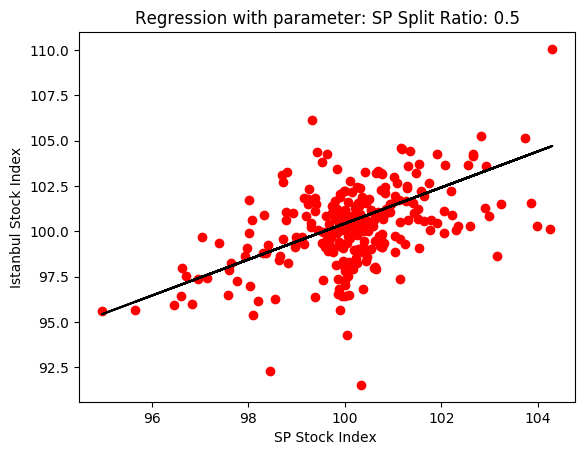 Regression with parameter: SP Split Ratio: 0.5
110.0
107.5
105.0
102.5
100.0
97.5
95.0
92.5
Istanbul Stock Index
96 98 100 102 104
SP Stock Index